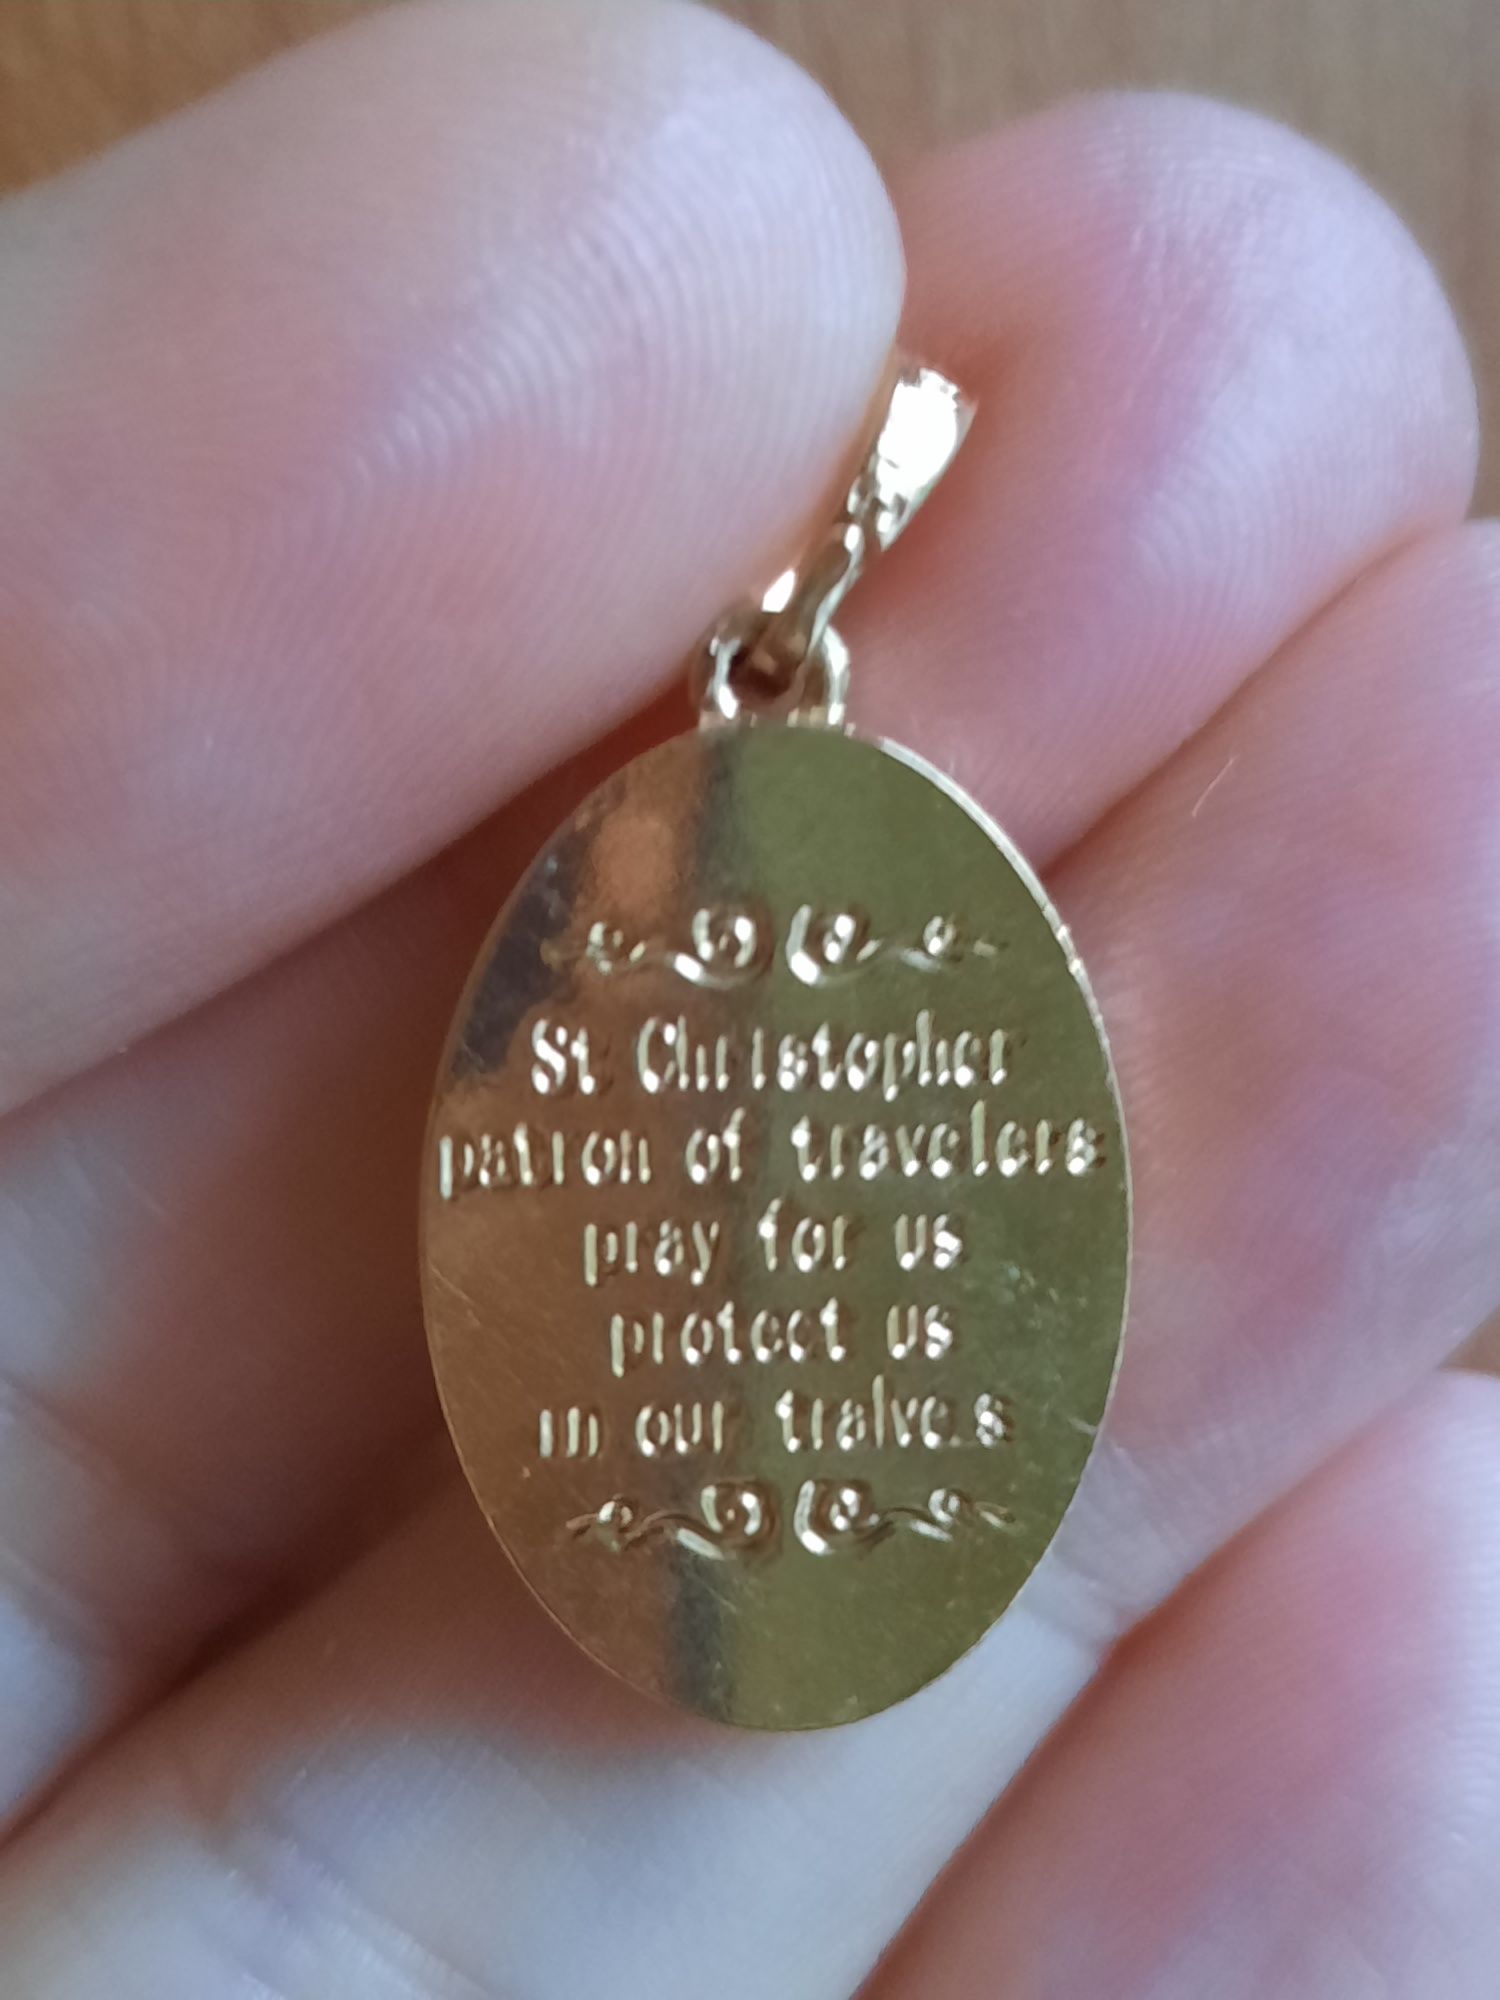 St Christopher
patron of travelers
pray for us
protect us
in our tralves